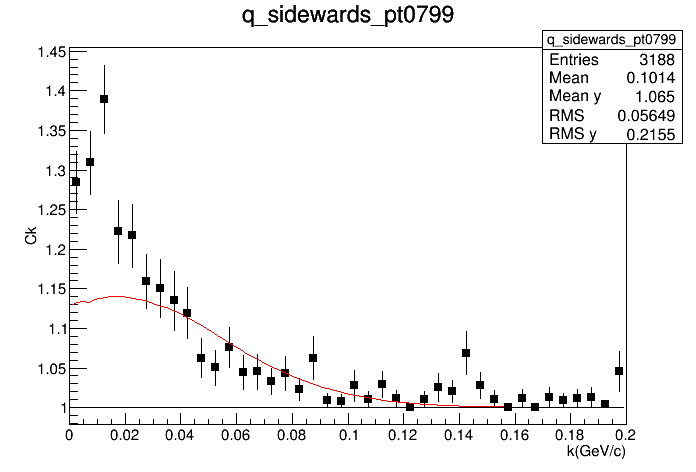 q_sidewards_pt0799
q_sidewards_pt0799
Entries 3188
Mean 0.1014
Mean y 1.065
RMS 0.05649
RMS y 0.2155
Ck
1.45
1.4
1.35
1.3
1.25
1.2
1.15
1.1
1.05
1
0 0.02 0.04 0.06 0.08 0.1 0.12 0.14 0.16 0.18 0.2
k(GeV/c)